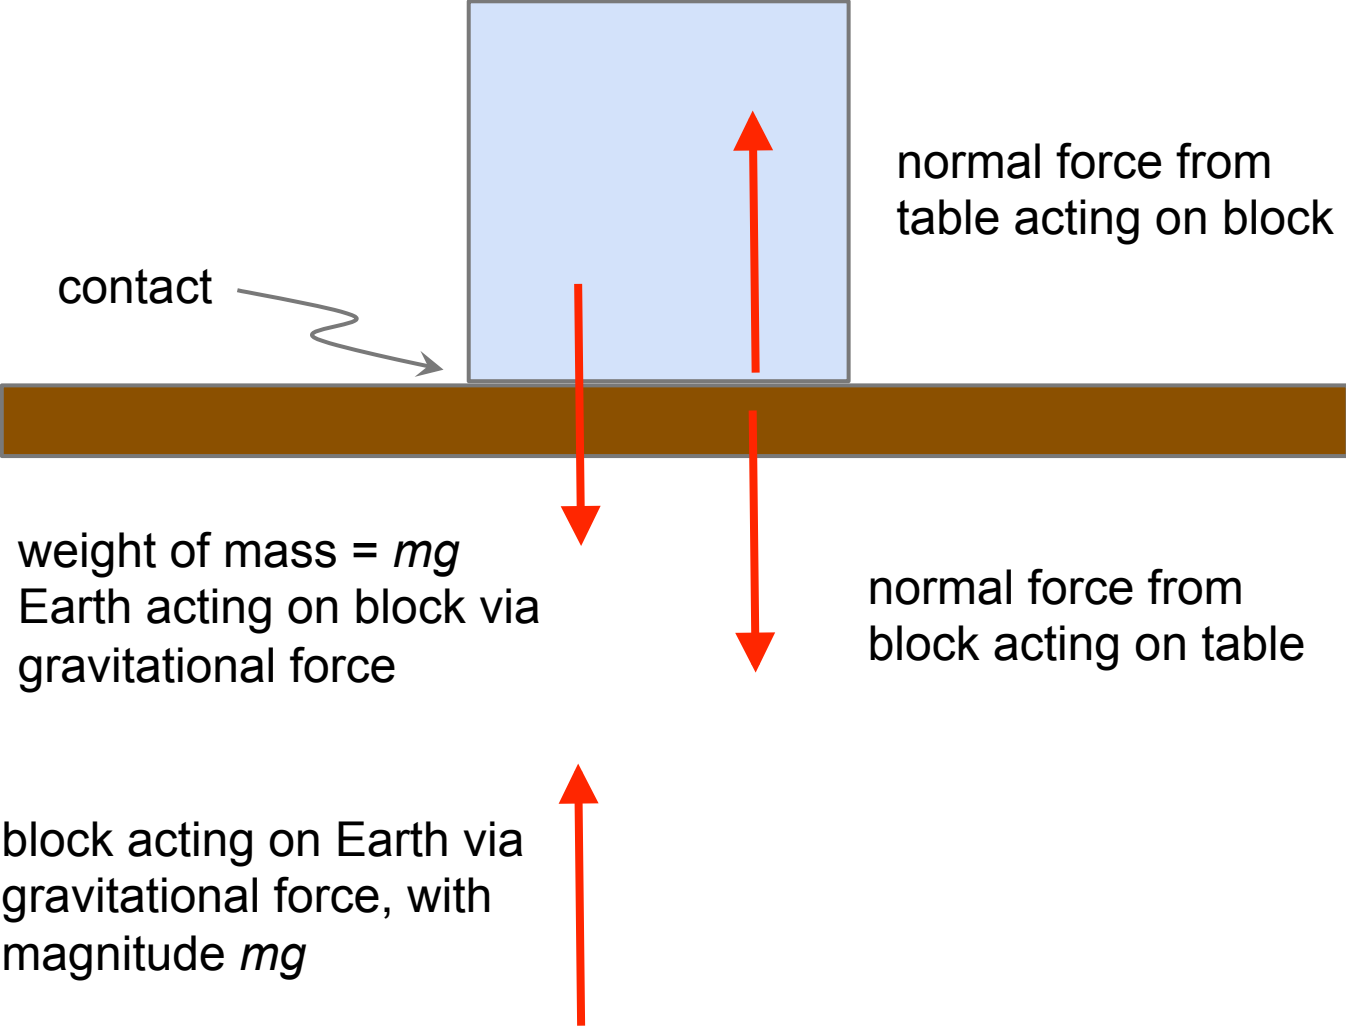 normal force from
table acting on block
contact
weight of mass = mg
Earth acting on block via
gravitational force
normal force from
block acting on table
block acting on Earth via
gravitational force, with
magnitude mg